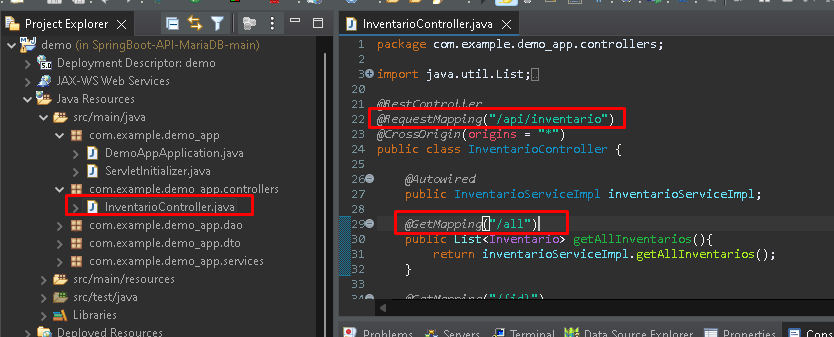 Project Explorer
demo (in SpringBoot-API-MariaDB-main)
Deployment Descriptor: demo
JAX-WS Web Services
Java Resources
src/main/java
com.example.demo_app
DemoAppApplication.java
ServletInitializer.java
com.example.demo_app.controllers
InventarioController.java
com.example.demo_app.dao
com.example.demo_app.dto
com.example.demo_app.services
src/main/resources
src/test/java
Libraries
Deployed Resources
InventarioController.java
1 package com.example.demo_app.controllers;
2
3 import java.util.List;
20
21 @RestController
22 @RequestMapping("/api/inventario")
23 @CrossOrigin(origins = "*")
24 public class InventarioController {
25
26 @Autowired
27 public InventarioServiceImpl inventarioServiceImpl;
28
29 @GetMapping("/all")
30 public List<Inventario> getAllInventarios(){
31 return inventarioServiceImpl.getAllInventarios();
32 }
33
34 @GetMapping("/{id}")
Problems Servers Terminal Data Source Explorer Properties Cons